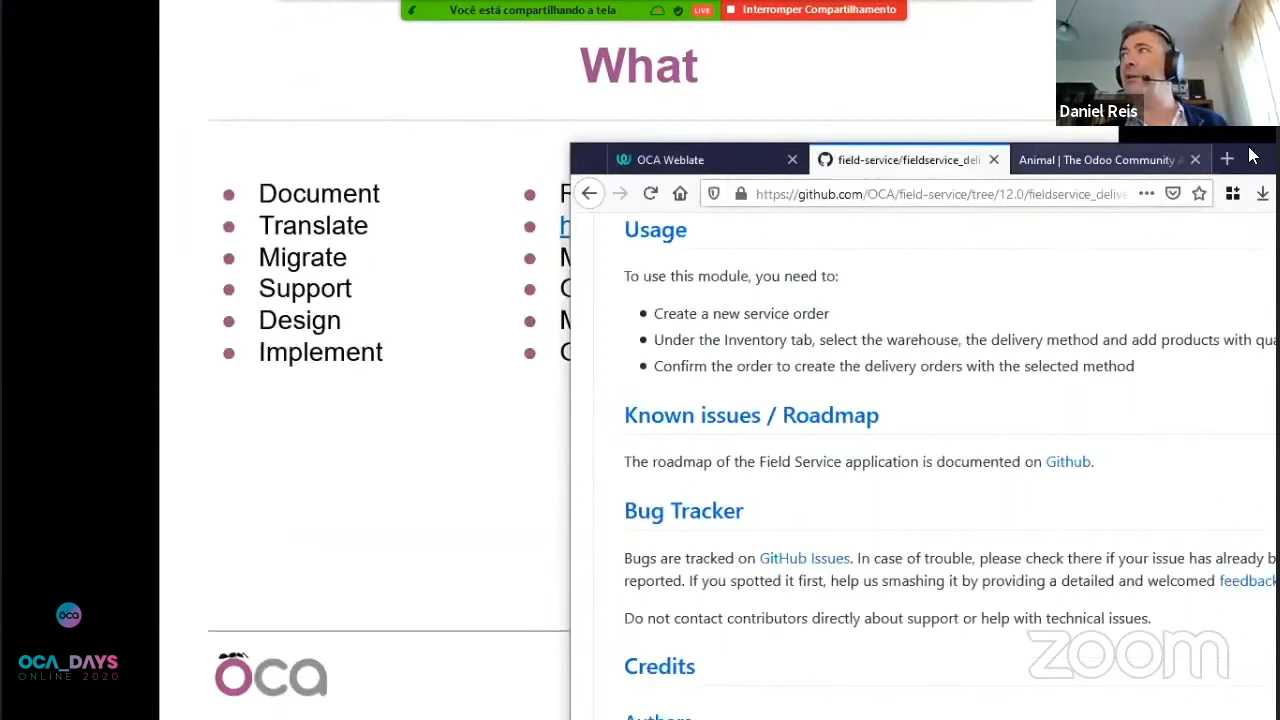 Você está compartilhando a tela
LIVE
Interromper Compartilhamento
What
Daniel Reis
OCA Weblate
field-service/fieldservice_deli
Animal | The Odoo Community
https://github.com/OCA/field-service/tree/12.0/fieldservice_delive
Document
Translate
Migrate
Support
Design
Implement
h
Usage
To use this module, you need to:
Create a new service order
Under the Inventory tab, select the warehouse, the delivery method and add products with qua
Confirm the order to create the delivery orders with the selected method
Known issues / Roadmap
The roadmap of the Field Service application is documented on Github.
Bug Tracker
Bugs are tracked on GitHub Issues. In case of trouble, please check there if your issue has already b
reported. If you spotted it first, help us smashing it by providing a detailed and welcomed feedback
Do not contact contributors directly about support or help with technical issues.
Credits
zoom
oca
OCA_DAYS
ONLINE 2020
oca